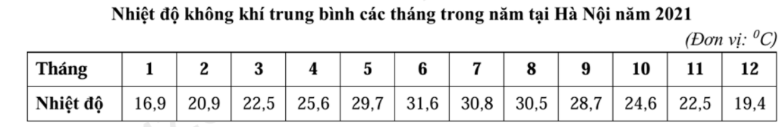 Nhiệt độ không khí trung bình các tháng trong năm tại Hà Nội năm 2021
(Đơn vị: ⁰C)
Tháng 1 2 3 4 5 6 7 8 9 10 11 12
Nhiệt độ 16,9 20,9 22,5 25,6 29,7 31,6 30,8 30,5 28,7 24,6 22,5 19,4